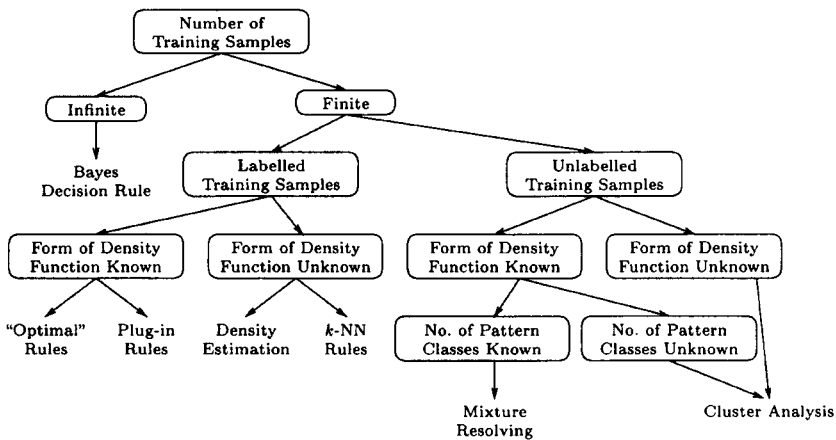 Number of
Training Samples
Infinite
Finite
Bayes
Decision Rule
Labelled
Training Samples
Unlabelled
Training Samples
Form of Density
Function Known
Form of Density
Function Unknown
Form of Density
Function Known
Form of Density
Function Unknown
“Optimal”
Rules
Plug-in
Rules
Density
Estimation
k-NN
Rules
No. of Pattern
Classes Known
No. of Pattern
Classes Unknown
Mixture
Resolving
Cluster Analysis